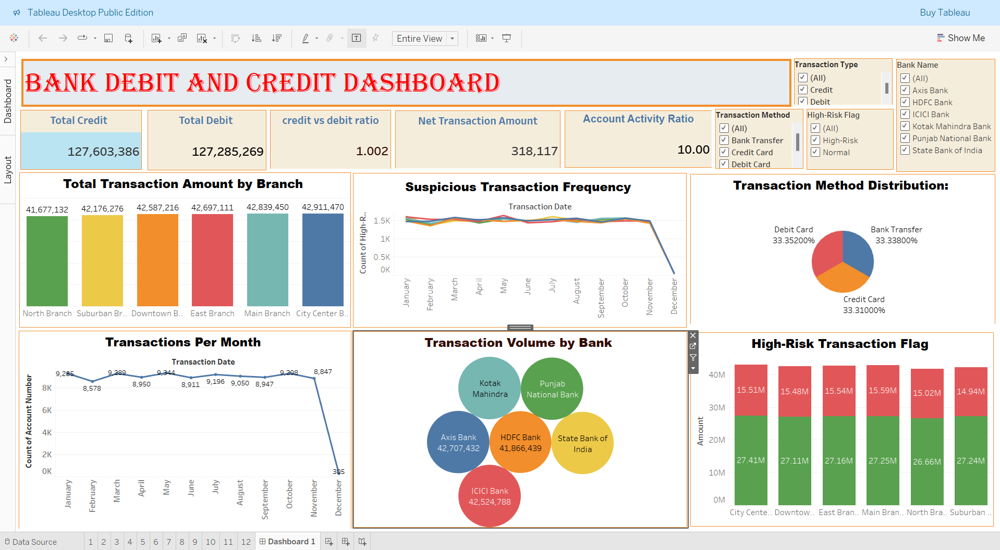 Tableau Desktop Public Edition
Buy Tableau
Entire View
Show Me
Dashboard
Layout
BANK DEBIT AND CREDIT DASHBOARD
Transaction Type
(All)
Credit
Debit
Bank Name
(All)
Axis Bank
HDFC Bank
ICICI Bank
Kotak Mahindra Bank
Punjab National Bank
State Bank of India
Total Credit
127,603,386
Total Debit
127,285,269
credit vs debit ratio
1.002
Net Transaction Amount
318,117
Account Activity Ratio
10.00
Transaction Method
(All)
Bank Transfer
Credit Card
Debit Card
High-Risk Flag
(All)
High-Risk
Normal
Total Transaction Amount by Branch
41,677,132
42,176,276
42,587,216
42,697,111
42,839,450
42,911,470
North Branch
Suburban Br..
Downtown B..
East Branch
Main Branch
City Center B..
Suspicious Transaction Frequency
Transaction Date
Count of High-R..
1.5K
1K
0.5K
0K
January
February
March
April
May
June
July
August
September
October
November
December
Transaction Method Distribution:
Debit Card
33.35200%
Bank Transfer
33.33800%
Credit Card
33.31000%
Transactions Per Month
Transaction Date
Count of Account Number
8K
6K
4K
2K
0K
9,285
8,578
9,289
8,950
9,344
8,911
9,196
9,050
8,947
9,298
8,847
305
January
February
March
April
May
June
July
August
September
October
November
December
Transaction Volume by Bank
Kotak
Mahindra
Punjab
National Bank
Axis Bank
42,707,432
HDFC Bank
41,866,439
State Bank of
India
ICICI Bank
42,524,788
High-Risk Transaction Flag
Amount
40M
30M
20M
10M
0M
15.51M
15.48M
15.54M
15.59M
15.02M
14.94M
27.41M
27.11M
27.16M
27.25M
26.66M
27.24M
City Cente..
Downtow..
East Bran..
Main Bran..
North Bra..
Suburban ..
Data Source
1
2
3
4
5
6
7
8
9
10
11
12
Dashboard 1